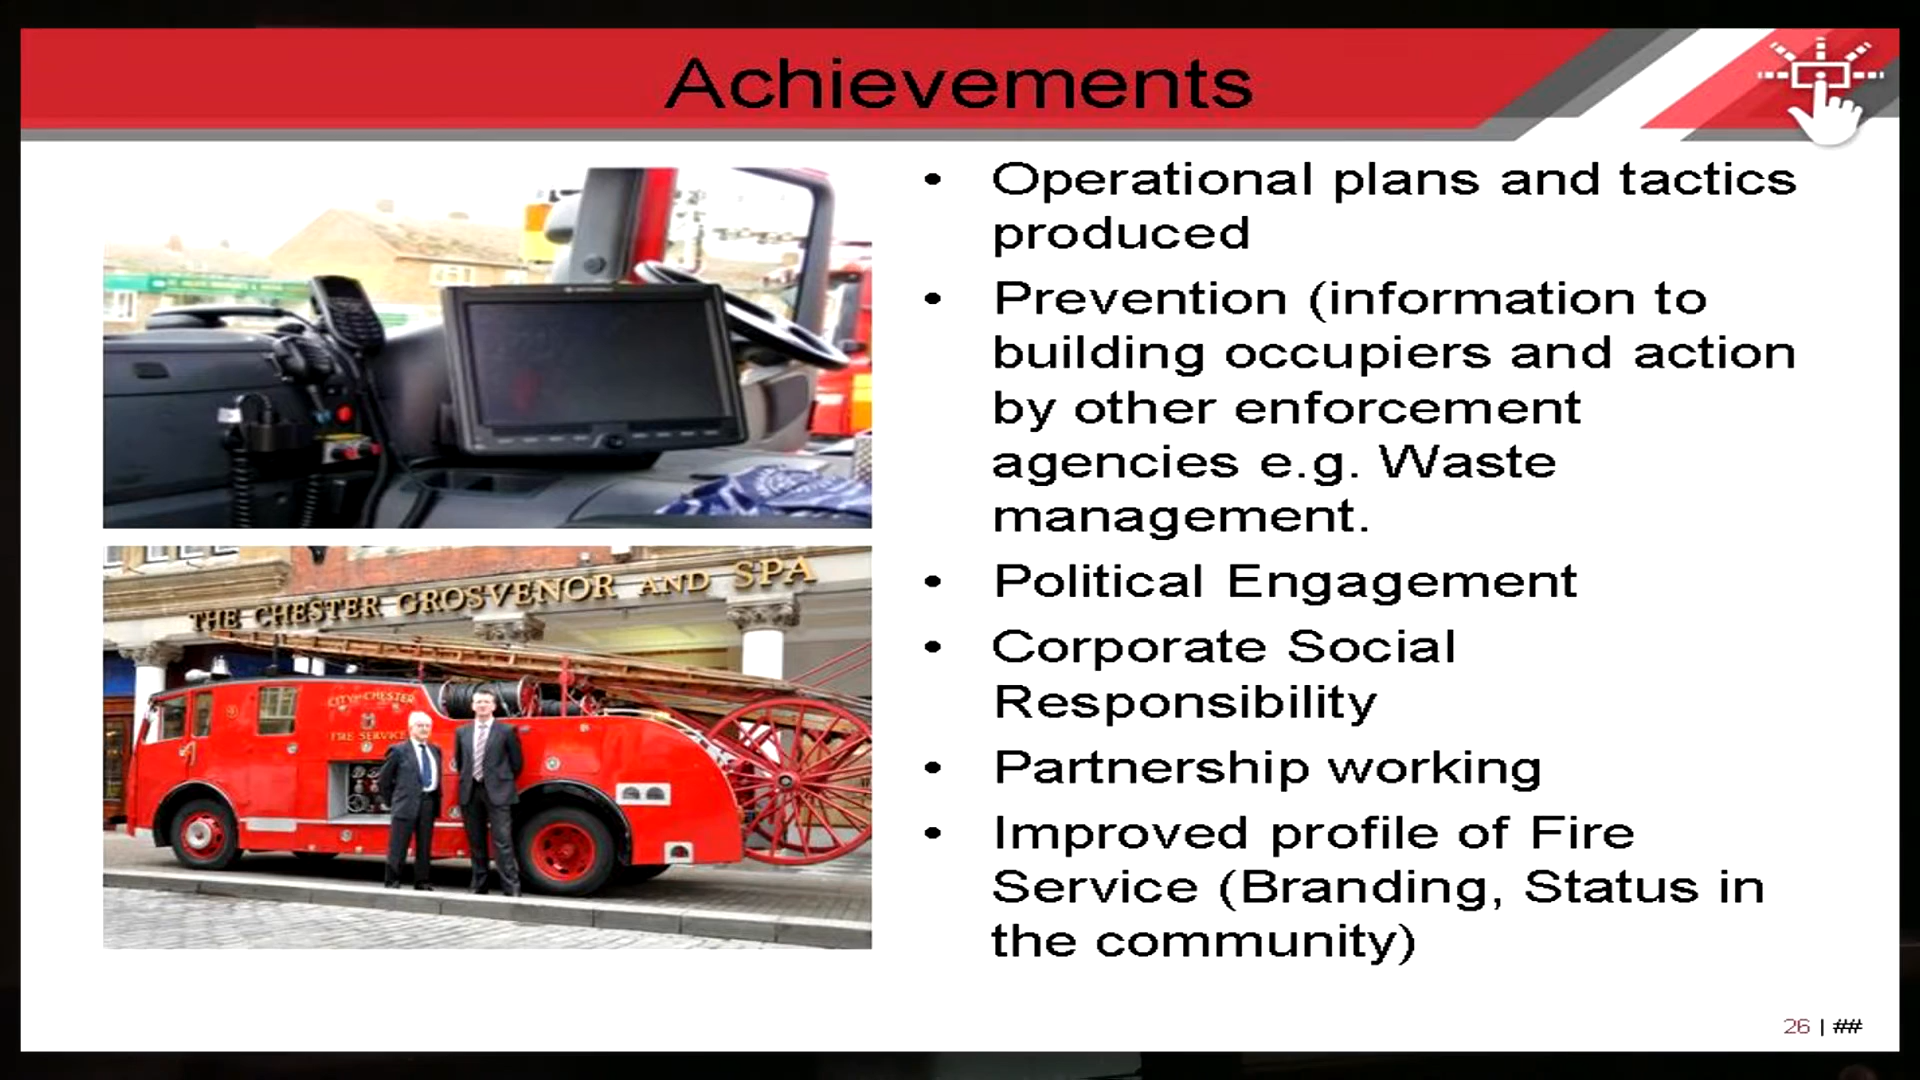 Achievements
• Operational plans and tactics
produced
• Prevention (information to
building occupiers and action
by other enforcement
agencies e.g. Waste
management.
• Political Engagement
• Corporate Social
Responsibility
• Partnership working
• Improved profile of Fire
Service (Branding, Status in
the community)
THE CHESTER GROSVENOR AND SPA
CITY OF CHESTER
FIRE SERVICE
26 | ##